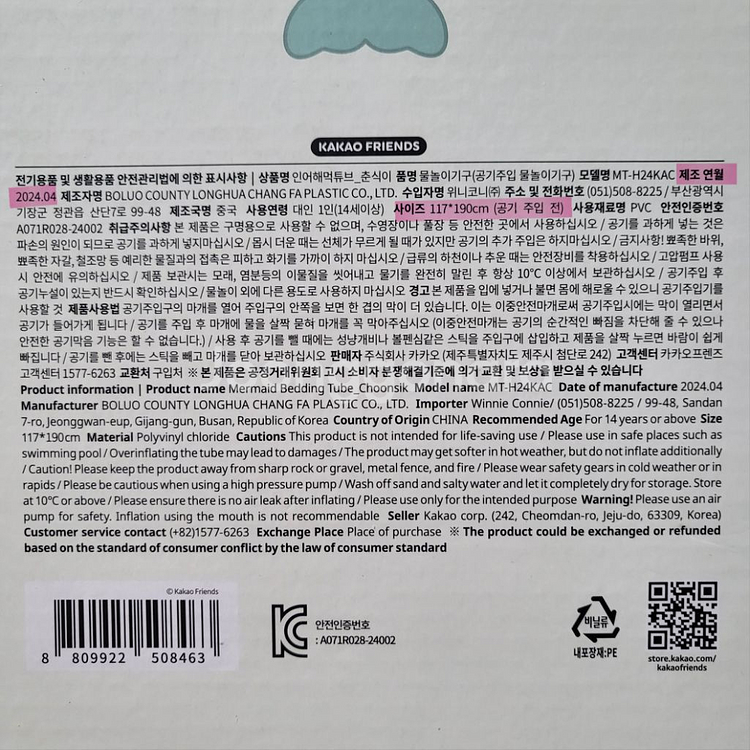 KAKAO FRIENDS
전기용품 및 생활용품 안전관리법에 의한 표시사항 | 상품명 인어해먹튜브_춘식이 품명 물놀이기구(공기주입 물놀이기구) 모델명 MT-H24KAC 제조 연월
2024.04 제조자명 BOLUO COUNTY LONGHUA CHANG FA PLASTIC CO., LTD. 수입자명 위니코니㈜ 주소 및 전화번호 (051)508-8225 / 부산광역시
기장군 정관읍 산단7로 99-48 제조국명 중국 사용연령 대인 1인(14세이상) 사이즈 117*190cm (공기 주입 전) 사용재료명 PVC 안전인증번호
A071R028-24002 취급주의사항 본 제품은 구명용으로 사용할 수 없으며, 수영장이나 풀장 등 안전한 곳에서 사용하십시오 / 공기를 과하게 넣는 것은
파손의 원인이 되므로 공기를 과하게 넣지마십시오 / 몹시 더운 때는 선체가 무르게 될 때가 있지만 공기의 추가 주입은 하지마십시오 / 금지사항! 뾰족한 바위,
뾰족한 자갈, 철조망 등 예리한 물질과의 접촉은 피하고 화기를 가까이 하지 마십시오 / 급류의 하천이나 추운 때는 안전장비를 착용하십시오 / 고압펌프 사용
시 안전에 유의하십시오 / 제품 보관시는 모래, 염분등의 이물질을 씻어내고 물기를 완전히 말린 후 항상 10℃ 이상에서 보관하십시오 / 공기주입 후
공기누설이 있는지 반드시 확인하십시오 / 물놀이 외에 다른 용도로 사용하지 마십시오 경고 본 제품을 입에 넣거나 불면 몸에 해로울 수 있으니 공기주입기를
사용할 것 제품사용법 공기주입구의 마개를 열어 주입구의 안쪽을 보면 한 겹의 막이 더 있습니다. 이는 이중안전마개로써 공기주입시에는 막이 열리면서
공기가 들어가게 됩니다 / 공기를 주입 후 마개에 물을 살짝 묻혀 마개를 꼭 막아주십시오 (이중안전마개는 공기의 순간적인 빠짐을 차단해 줄 수 있으나
안전한 공기막음 기능은 할 수 없습니다.) / 사용 후 공기를 뺄 때에는 성냥개비나 볼펜심같은 스틱을 주입구에 삽입하고 제품을 살짝 누르면 바람이 쉽게
빠집니다 / 공기를 뺀 후에는 스틱을 빼고 마개를 닫아 보관하십시오 판매자 주식회사 카카오 (제주특별자치도 제주시 첨단로 242) 고객센터 카카오프렌즈
고객센터 1577-6263 교환처 구입처 ※ 본 제품은 공정거래위원회 고시 소비자 분쟁해결기준에 의거 교환 및 보상을 받으실 수 있습니다
Product information | Product name Mermaid Bedding Tube_Choonsik Model name MT-H24KAC Date of manufacture 2024.04
Manufacturer BOLUO COUNTY LONGHUA CHANG FA PLASTIC CO., LTD. Importer Winnie Connie/ (051)508-8225 / 99-48, Sandan
7-ro, Jeonggwan-eup, Gijang-gun, Busan, Republic of Korea Country of Origin CHINA Recommended Age For 14 years or above Size
117*190cm Material Polyvinyl chloride Cautions This product is not intended for life-saving use / Please use in safe places such as
swimming pool / Overinflating the tube may lead to damages / The product may get softer in hot weather, but do not inflate additionally
/ Caution! Please keep the product away from sharp rock or gravel, metal fence, and fire / Please wear safety gears in cold weather or in
rapids / Please be cautious when using a high pressure pump / Wash off sand and salty water and let it completely dry for storage. Store
at 10℃ or above / Please ensure there is no air leak after inflating / Please use only for the intended purpose Warning! Please use an air
pump for safety. Inflation using the mouth is not recommendable Seller Kakao corp. (242, Cheomdan-ro, Jeju-do, 63309, Korea)
Customer service contact (+82)1577-6263 Exchange Place Place of purchase ※ The product could be exchanged or refunded
based on the standard of consumer conflict by the law of consumer standard
© Kakao Friends
8 809922 508463
안전인증번호
: A071R028-24002
비닐류
내포장재:PE
store.kakao.com/
kakaofriends